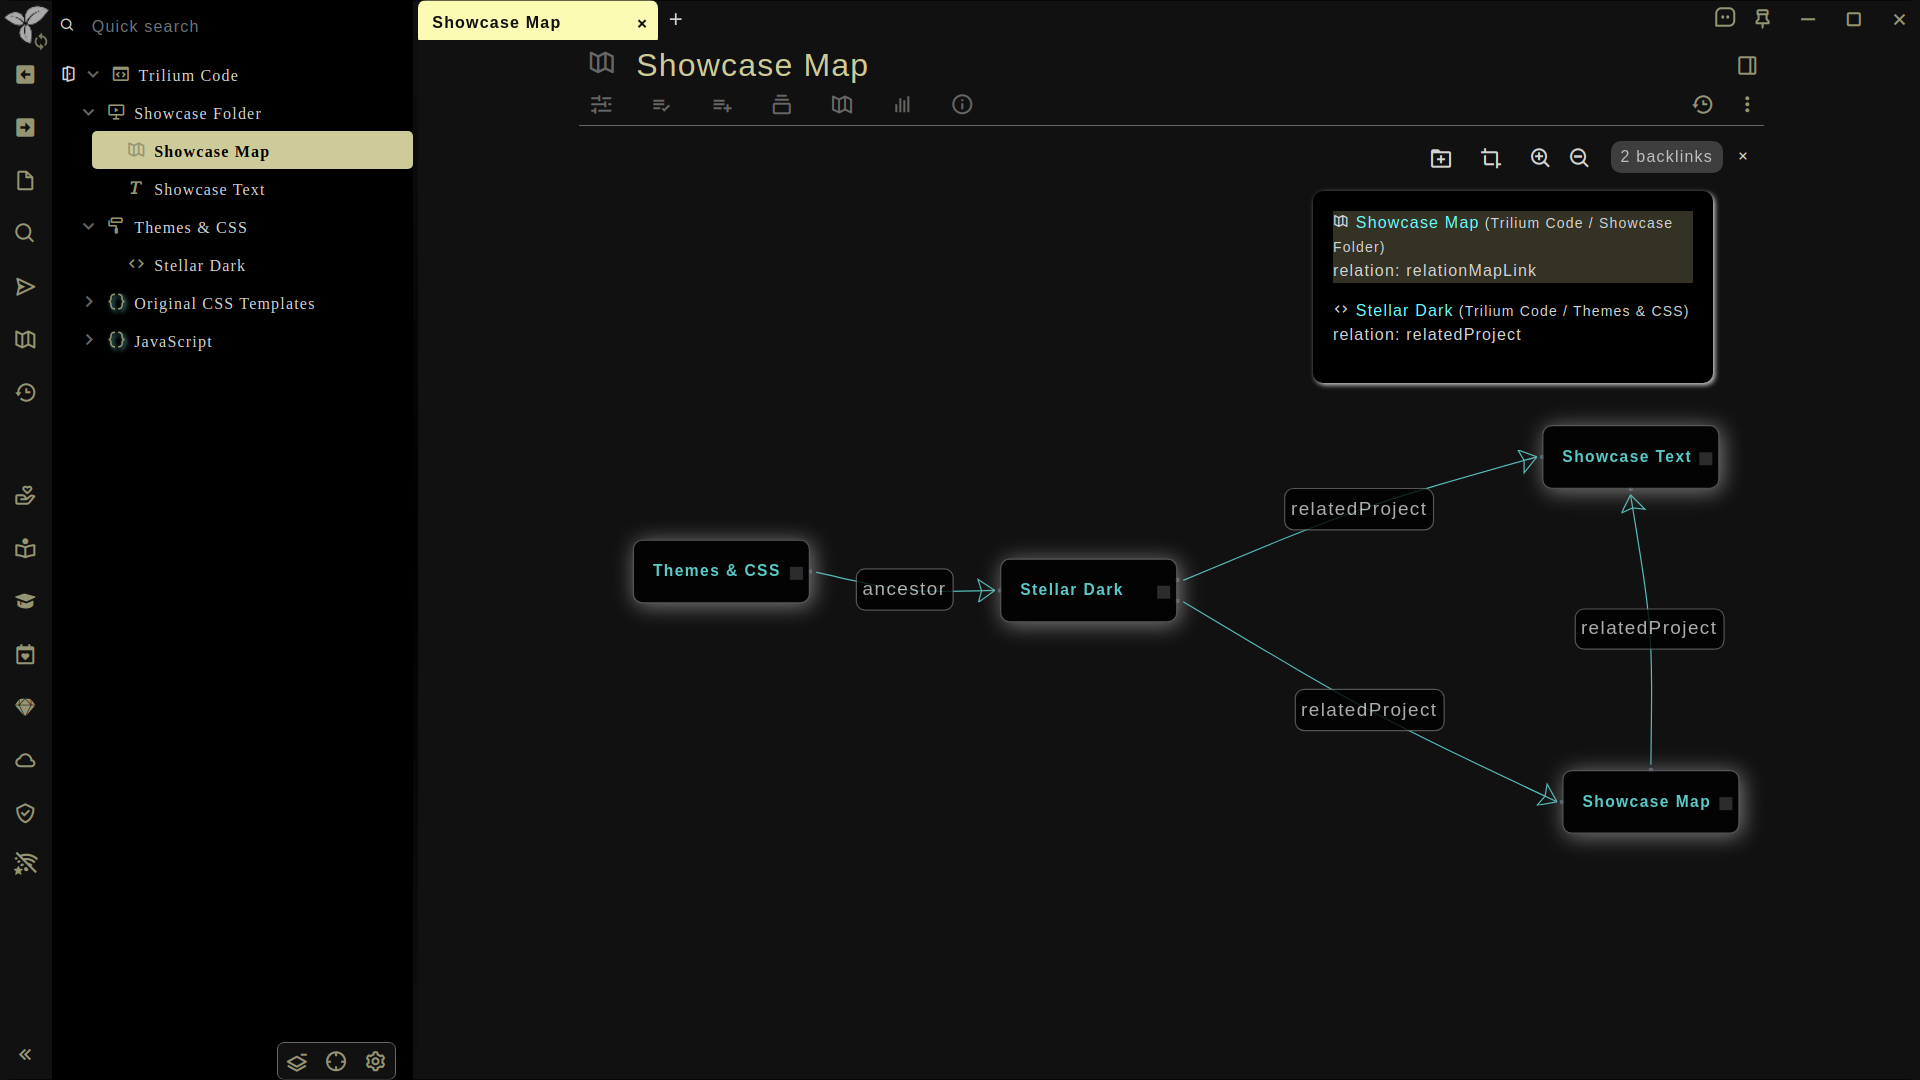 Quick search
Trilium Code
Showcase Folder
Showcase Map
Showcase Text
Themes & CSS
Stellar Dark
Original CSS Templates
JavaScript
Showcase Map ×
+
Showcase Map
2 backlinks ×
Showcase Map (Trilium Code / Showcase
Folder)
relation: relationMapLink
Stellar Dark (Trilium Code / Themes & CSS)
relation: relatedProject
Showcase Text
relatedProject
Themes & CSS
ancestor
Stellar Dark
relatedProject
relatedProject
Showcase Map